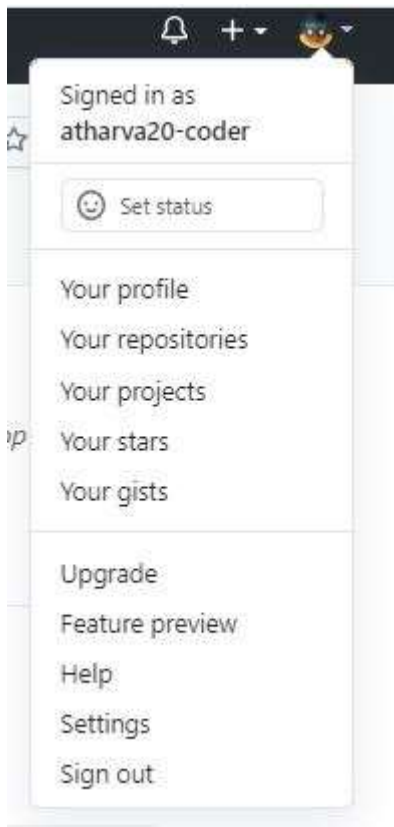 Signed in as
atharva20-coder
Set status
Your profile
Your repositories
Your projects
op
Your stars
Your gists
Upgrade
Feature preview
Help
Settings
Sign out